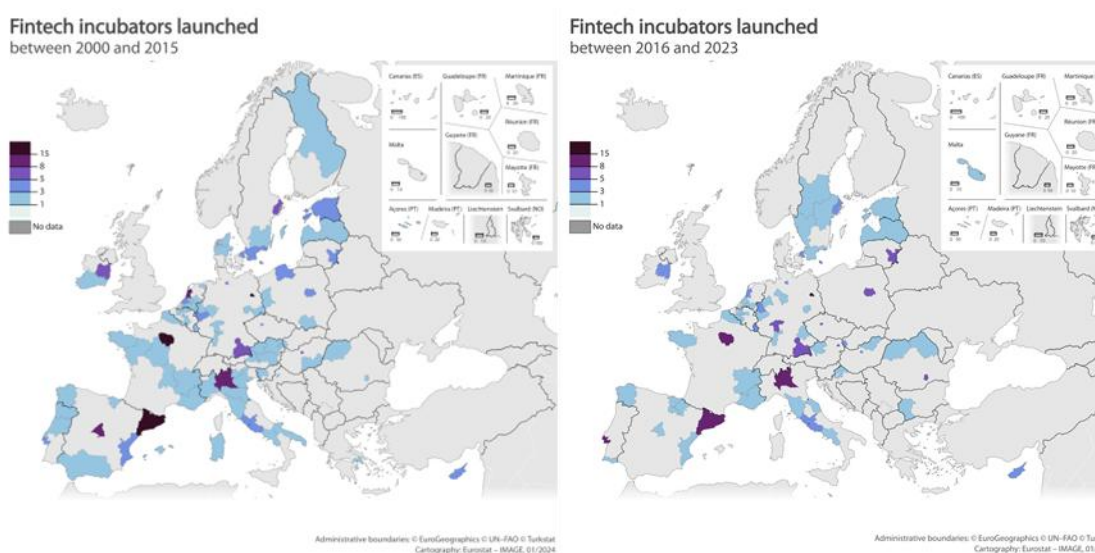 Fintech incubators launched
between 2000 and 2015
Canarias (ES)
Guadeloupe (FR)
Martinique (FR)
Réunion (FR)
Guyane (FR)
Malta
Mayotte (FR)
Açores (PT)
Madeira (PT)
Liechtenstein
Svalbard (NO)
15
8
5
3
1
No data
Administrative boundaries: © EuroGeographics © UN–FAO © Turkstat
Cartography: Eurostat – IMAGE, 01/2024
Fintech incubators launched
between 2016 and 2023
Canarias (ES)
Guadeloupe (FR)
Martinique (FR)
Réunion (FR)
Guyane (FR)
Malta
Mayotte (FR)
Açores (PT)
Madeira (PT)
Liechtenstein
Svalbard (N
15
8
5
3
1
No data
Administrative boundaries: © EuroGeographics © UN–FAO © Tu
Cartography: Eurostat – IMAGE, 01